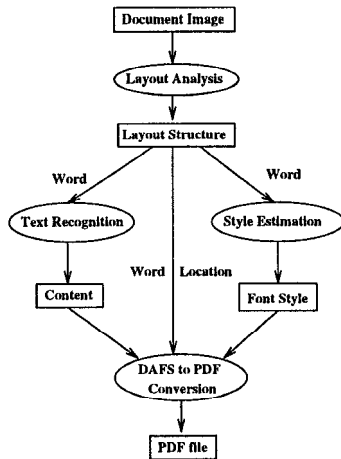 Document Image
Layout Analysis
Layout Structure
Word
Word
Text Recognition
Style Estimation
Word
Location
Content
Font Style
DAFS to PDF
Conversion
PDF file